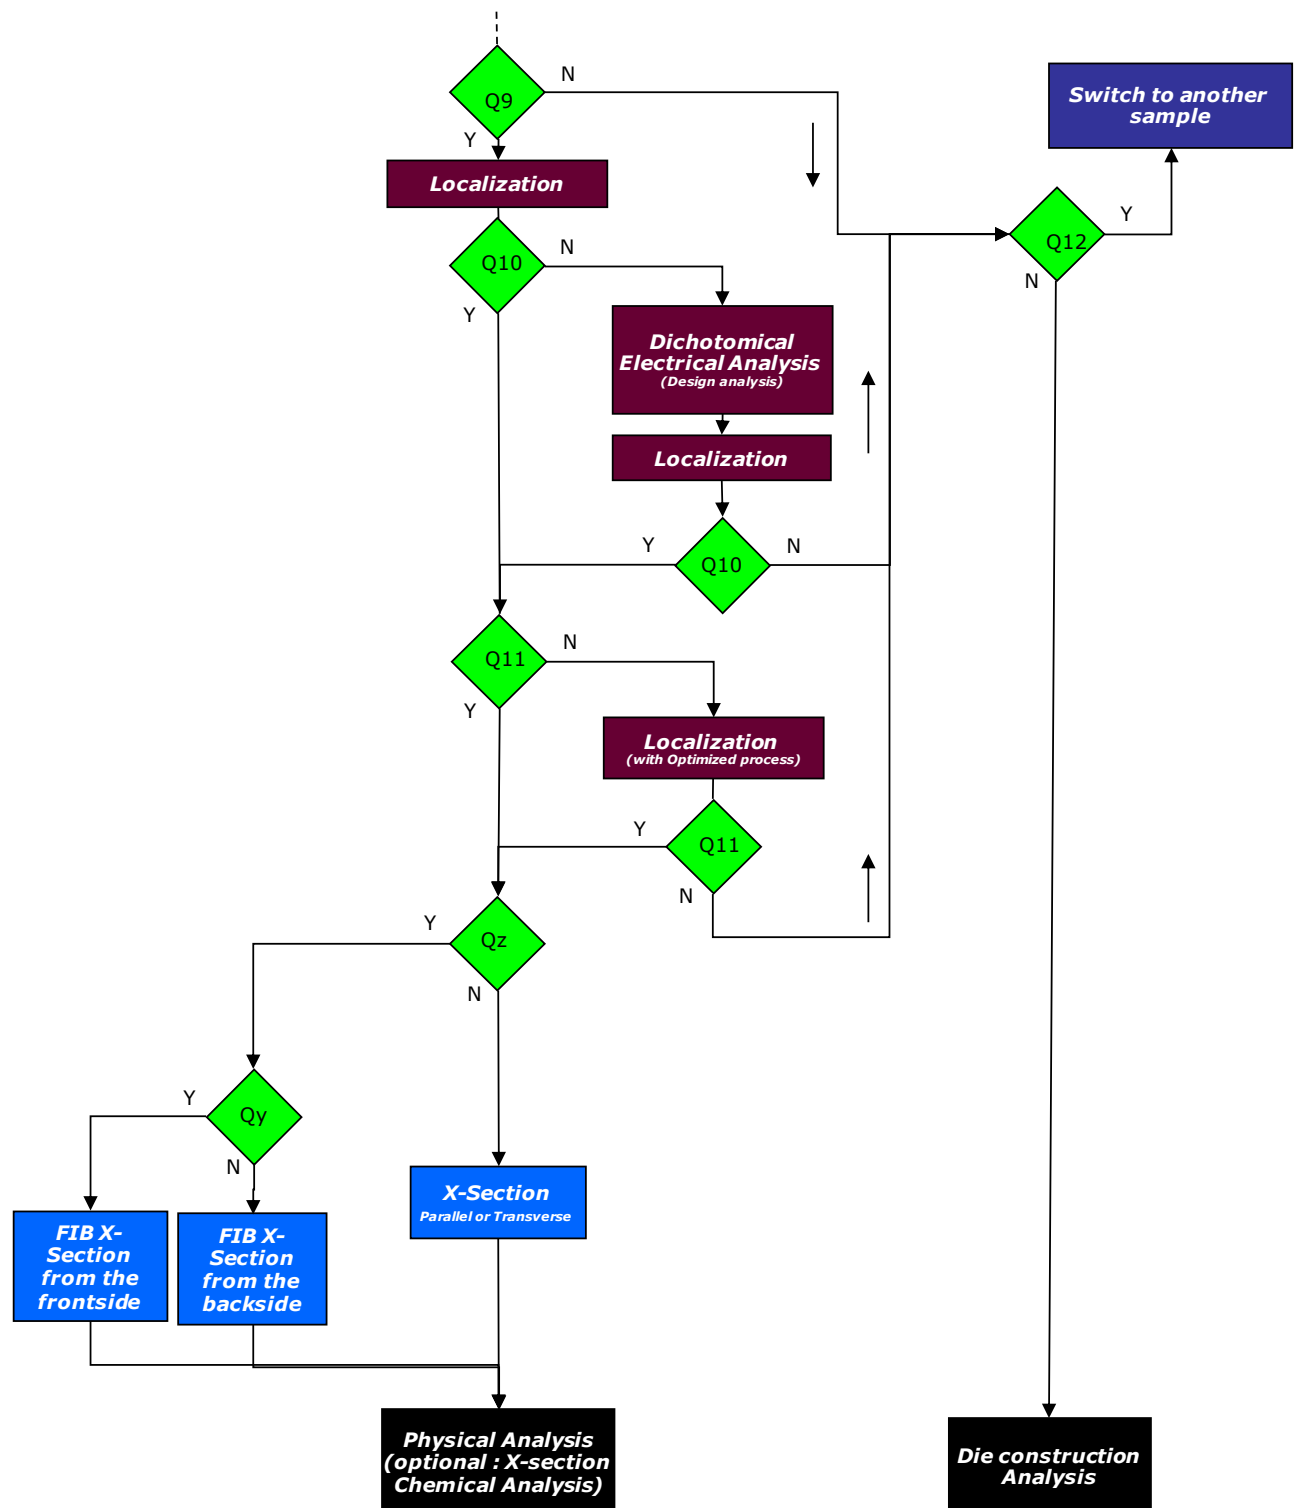 N
Q9
Y
Switch to another
sample
Localization
Y
Q12
N
N
Q10
Y
Dichotomical
Electrical Analysis
(Design analysis)
Localization
Y
N
Q10
N
Q11
Y
Localization
(with Optimized process)
Y
Q11
N
Y
Qz
N
Y
Qy
N
X-Section
Parallel or Transverse
FIB X-
Section
from the
frontside
FIB X-
Section
from the
backside
Physical Analysis
(optional : X-section
Chemical Analysis)
Die construction
Analysis